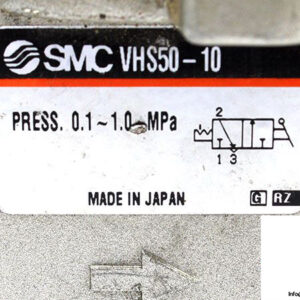 SMC VHS50-10
PRESS. 0.1~1.0 MPa
2
1 3
MADE IN JAPAN G RZ